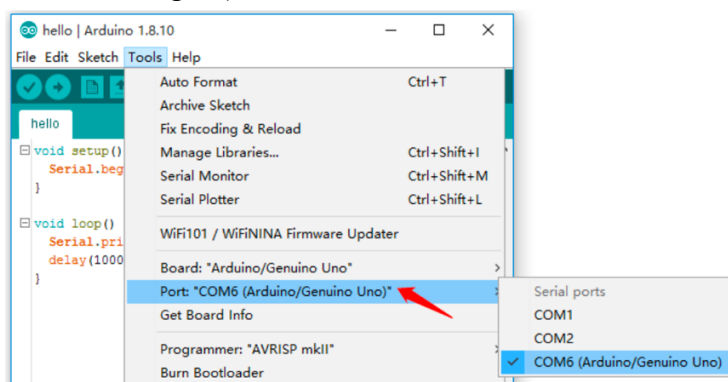 hello | Arduino 1.8.10
File Edit Sketch Tools Help
hello
void setup()
Serial.beg
}
void loop()
Serial.pri
delay(1000
}
Auto Format Ctrl+T
Archive Sketch
Fix Encoding & Reload
Manage Libraries... Ctrl+Shift+I
Serial Monitor Ctrl+Shift+M
Serial Plotter Ctrl+Shift+L
WiFi101 / WiFiNINA Firmware Updater
Board: "Arduino/Genuino Uno"
Port: "COM6 (Arduino/Genuino Uno)"
Get Board Info
Programmer: "AVRISP mkII"
Burn Bootloader
Serial ports
COM1
COM2
COM6 (Arduino/Genuino Uno)